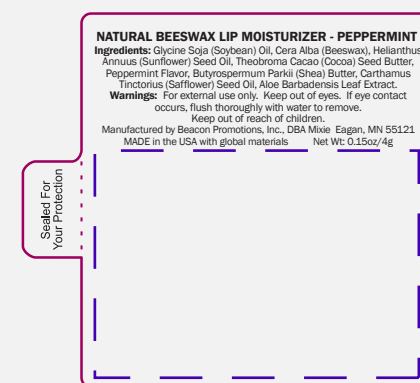 NATURAL BEESWAX LIP MOISTURIZER - PEPPERMINT
Ingredients: Glycine Soja (Soybean) Oil, Cera Alba (Beeswax), Helianthus
Annuus (Sunflower) Seed Oil, Theobroma Cacao (Cocoa) Seed Butter,
Peppermint Flavor, Butyrospermum Parkii (Shea) Butter, Carthamus
Tinctorius (Safflower) Seed Oil, Aloe Barbadensis Leaf Extract.
Warnings: For external use only. Keep out of eyes. If eye contact
occurs, flush thoroughly with water to remove.
Keep out of reach of children.
Manufactured by Beacon Promotions, Inc., DBA Mixie Eagan, MN 55121
MADE in the USA with global materials Net Wt: 0.15oz/4g
Sealed For
Your Protection